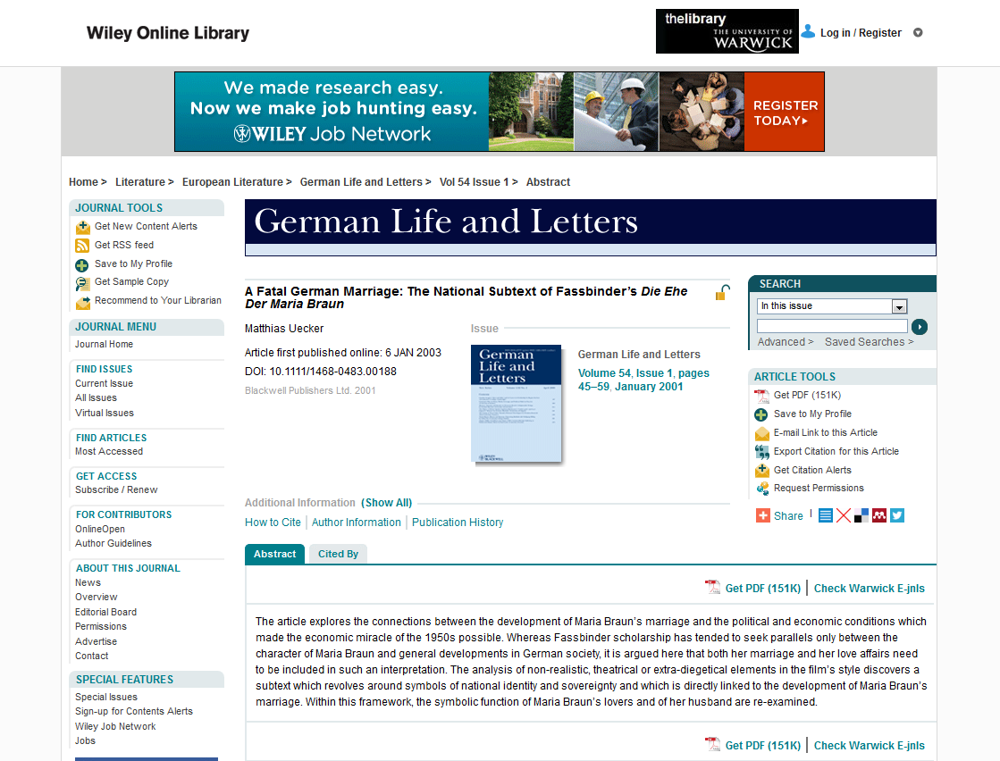 Wiley Online Library
thelibrary
THE UNIVERSITY OF
WARWICK
Log in / Register
We made research easy.
Now we make job hunting easy.
WILEY Job Network
REGISTER
TODAY
Home > Literature > European Literature > German Life and Letters > Vol 54 Issue 1 > Abstract
JOURNAL TOOLS
Get New Content Alerts
Get RSS feed
Save to My Profile
Get Sample Copy
Recommend to Your Librarian
JOURNAL MENU
Journal Home
FIND ISSUES
Current Issue
All Issues
Virtual Issues
FIND ARTICLES
Most Accessed
GET ACCESS
Subscribe / Renew
FOR CONTRIBUTORS
OnlineOpen
Author Guidelines
ABOUT THIS JOURNAL
News
Overview
Editorial Board
Permissions
Advertise
Contact
SPECIAL FEATURES
Special Issues
Sign-up for Contents Alerts
Wiley Job Network
Jobs
German Life and Letters
A Fatal German Marriage: The National Subtext of Fassbinder’s Die Ehe
Der Maria Braun
Matthias Uecker
Article first published online: 6 JAN 2003
DOI: 10.1111/1468-0483.00188
Blackwell Publishers Ltd. 2001
Issue
German
Life and
Letters
German Life and Letters
Volume 54, Issue 1, pages
45–59, January 2001
Additional Information (Show All)
How to Cite | Author Information | Publication History
SEARCH
In this issue
Advanced > Saved Searches >
ARTICLE TOOLS
Get PDF (151K)
Save to My Profile
E-mail Link to this Article
Export Citation for this Article
Get Citation Alerts
Request Permissions
Share
Abstract
Cited By
Get PDF (151K) | Check Warwick E-jnls
The article explores the connections between the development of Maria Braun’s marriage and the political and economic conditions which
made the economic miracle of the 1950s possible. Whereas Fassbinder scholarship has tended to seek parallels only between the
character of Maria Braun and general developments in German society, it is argued here that both her marriage and her love affairs need
to be included in such an interpretation. The analysis of non-realistic, theatrical or extra-diegetical elements in the film’s style discovers a
subtext which revolves around symbols of national identity and sovereignty and which is directly linked to the development of Maria Braun’s
marriage. Within this framework, the symbolic function of Maria Braun’s lovers and of her husband are re-examined.
Get PDF (151K) | Check Warwick E-jnls